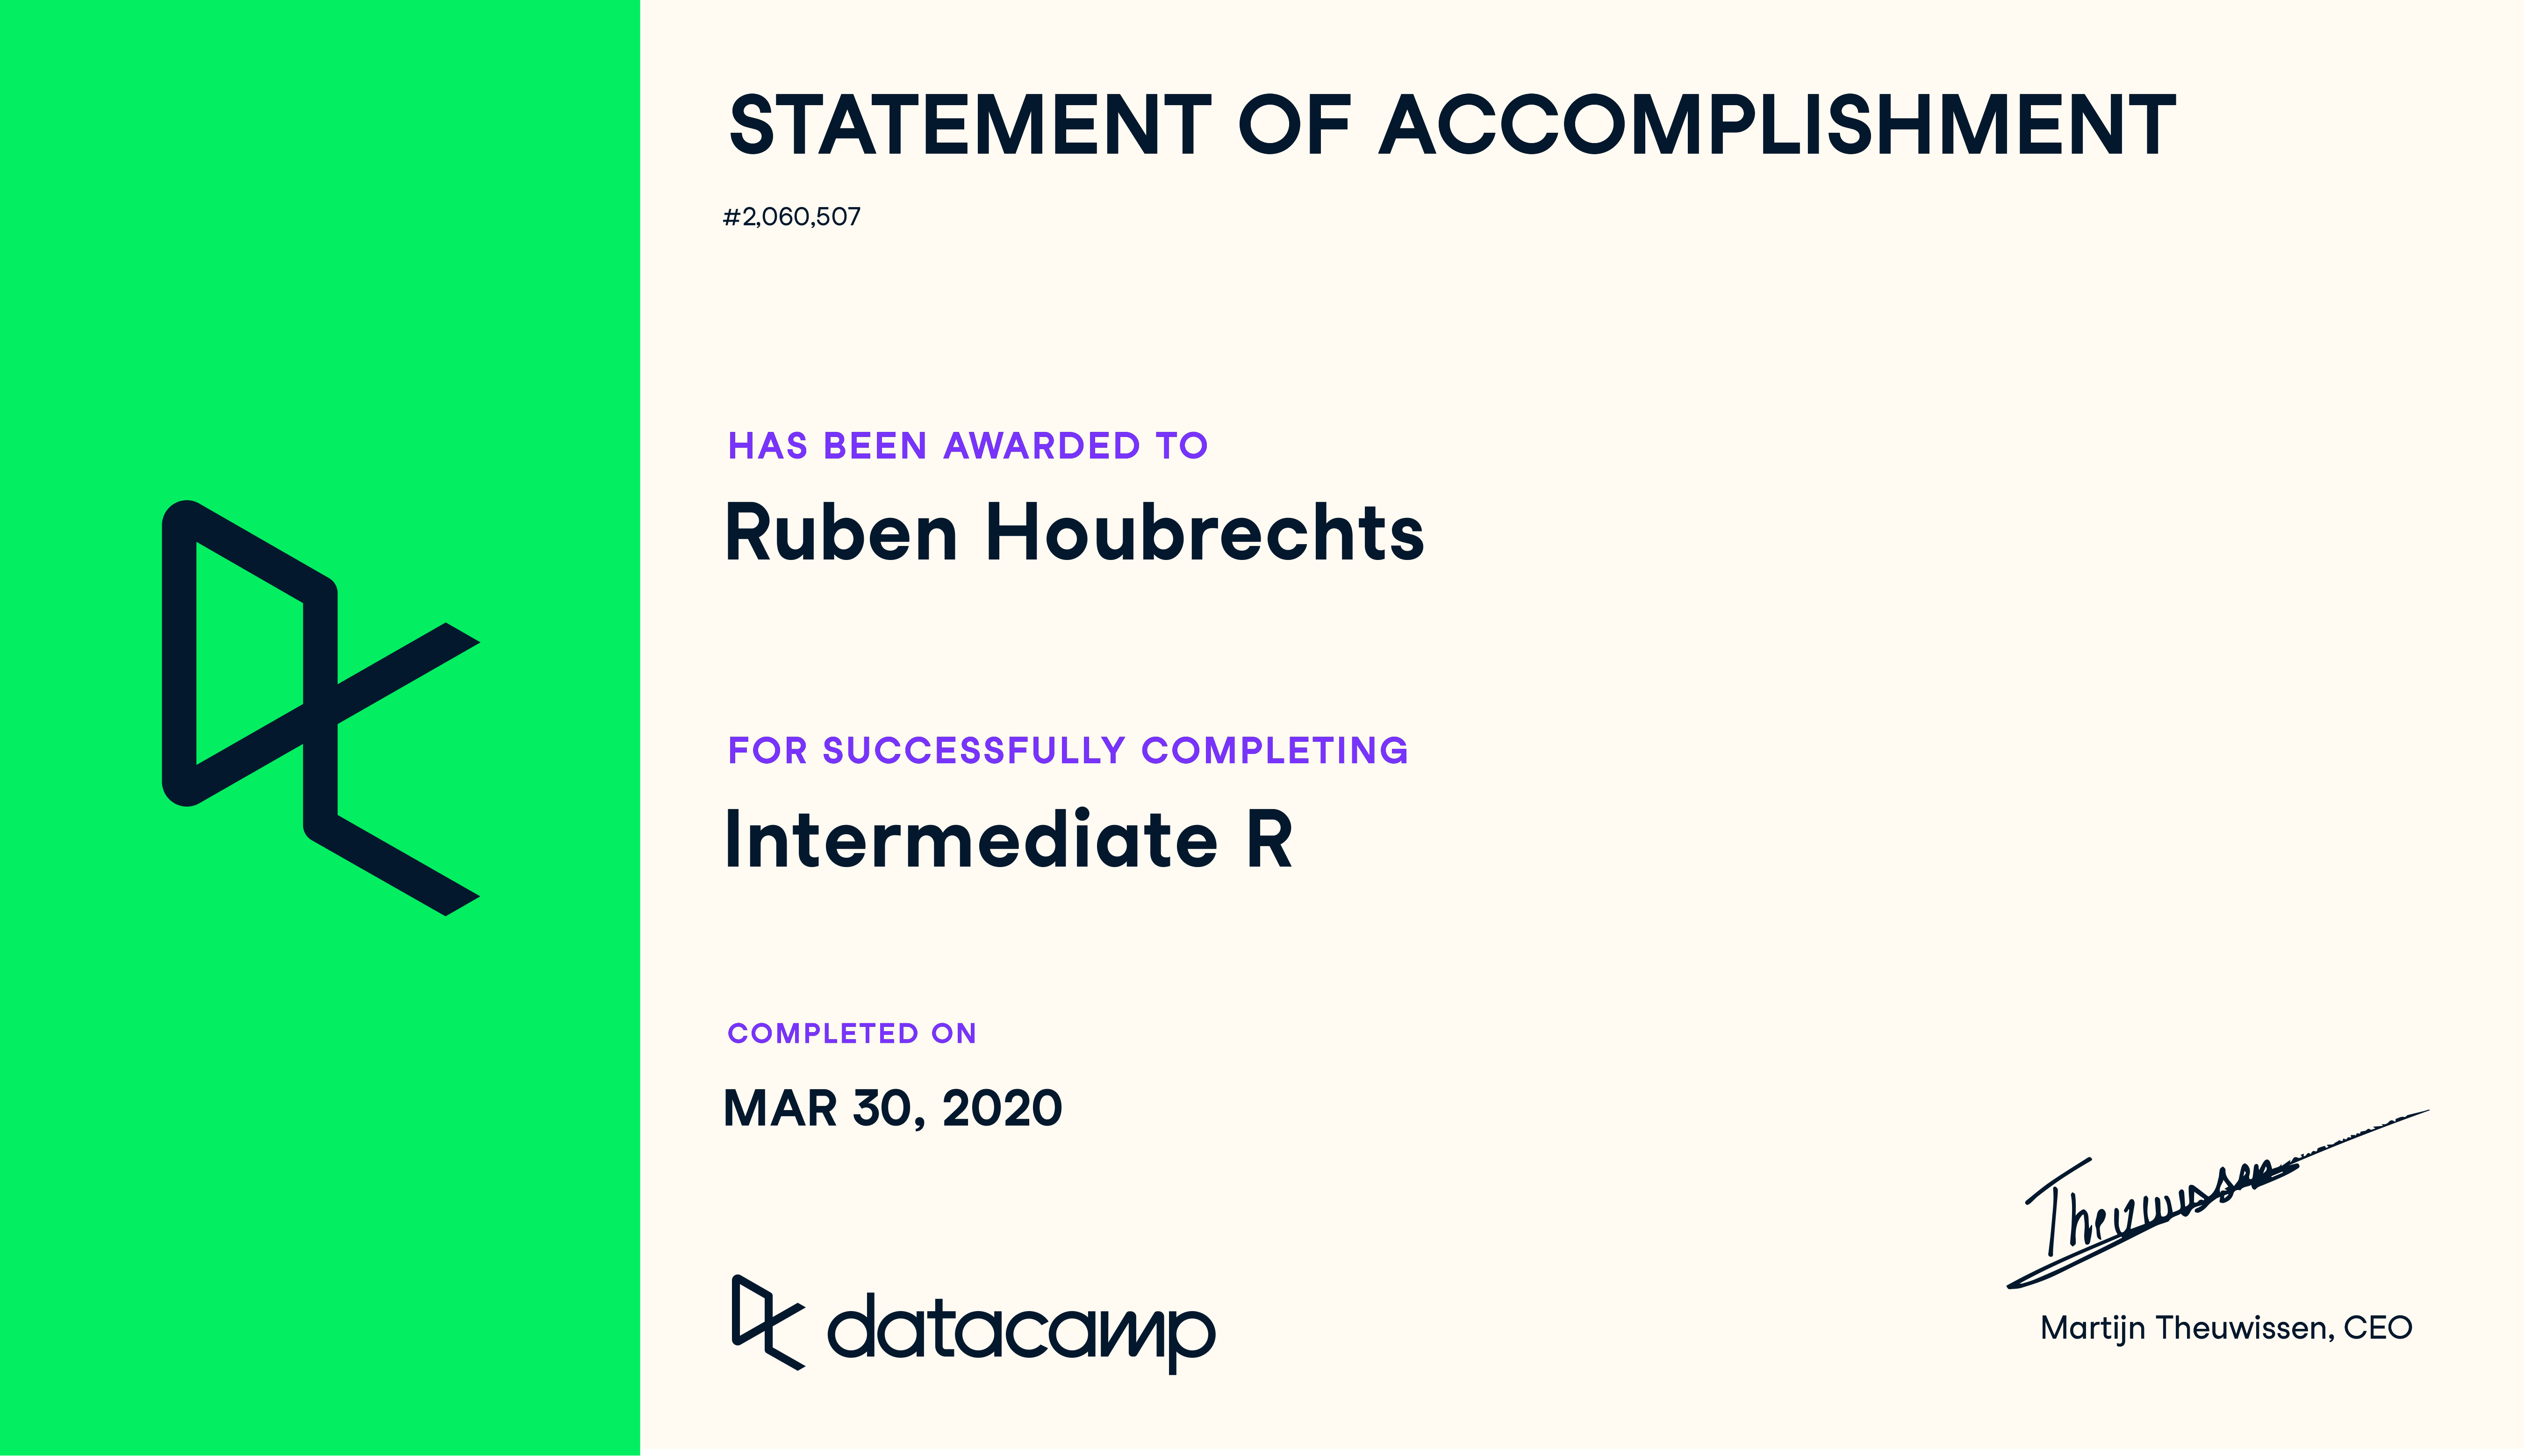 STATEMENT OF ACCOMPLISHMENT
#2,060,507
HAS BEEN AWARDED TO
Ruben Houbrechts
FOR SUCCESSFULLY COMPLETING
Intermediate R
COMPLETED ON
MAR 30, 2020
Theuwissen
datacamp
Martijn Theuwissen, CEO